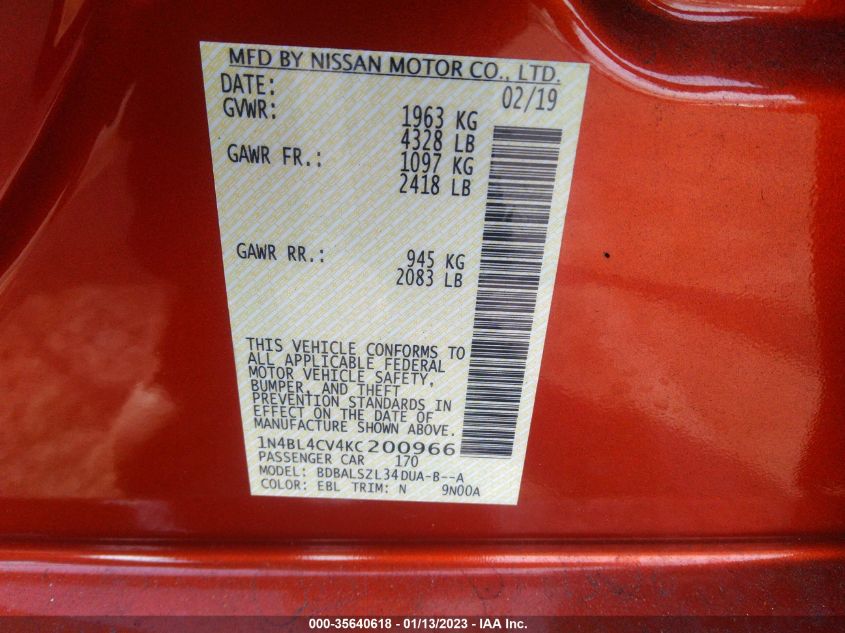 MFD BY NISSAN MOTOR CO., LTD.
DATE: 02/19
GVWR: 1963 KG
4328 LB
GAWR FR.: 1097 KG
2418 LB
GAWR RR.: 945 KG
2083 LB
THIS VEHICLE CONFORMS TO
ALL APPLICABLE FEDERAL
MOTOR VEHICLE SAFETY,
BUMPER, AND THEFT
PREVENTION STANDARDS IN
EFFECT ON THE DATE OF
MANUFACTURE SHOWN ABOVE.
1N4BL4CV4KC200966
PASSENGER CAR 170
MODEL: BDBALSZL34DUA-B--A
COLOR: EBL TRIM: N 9N00A
000-35640618 - 01/13/2023 - IAA Inc.